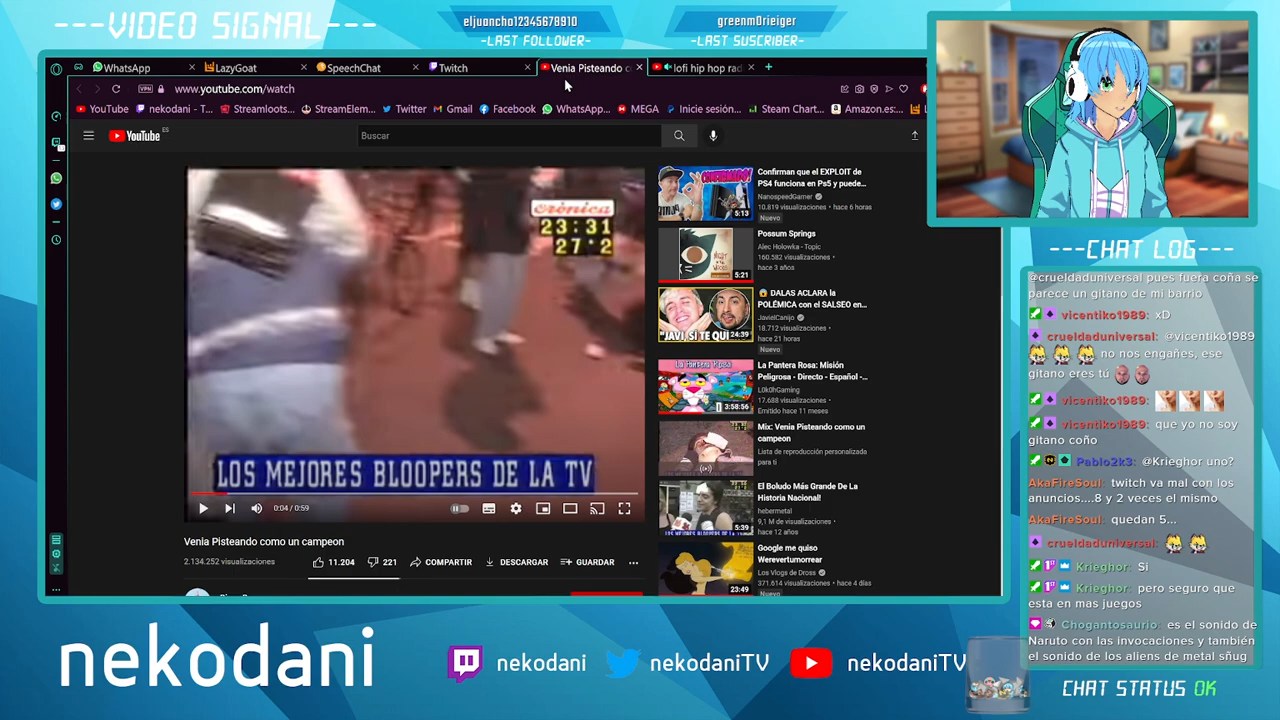 ---VIDEO SIGNAL---
eljuancho12345678910
-LAST FOLLOWER-
greenm0rieiger
-LAST SUSCRIBER-
WhatsApp
LazyGoat
SpeechChat
Twitch
Venia Pisteando c
lofi hip hop rad
VPN
www.youtube.com/watch
YouTube
nekodani - T...
Streamloots...
StreamElem...
Twitter
Gmail
Facebook
WhatsApp...
MEGA
Inicie sesión...
Steam Chart...
Amazon.es:...
YouTube ES
Buscar
crónica
23:31
27·2
LOS MEJORES BLOOPERS DE LA TV
0:04 / 0:59
Venia Pisteando como un campeon
2.134.252 visualizaciones
11.204
221
COMPARTIR
DESCARGAR
GUARDAR
CONFIRMADO!
5:13
Confirman que el EXPLOIT de
PS4 funciona en Ps5 y puede...
NanospeedGamer
10.819 visualizaciones • hace 6 horas
Nuevo
5:21
Possum Springs
Alec Holowka - Topic
160.582 visualizaciones •
hace 3 años
"JAVI, SÍ TE QUI
24:39
DALAS ACLARA la
POLÉMICA con el SALSEO en...
JavielCanijo
18.712 visualizaciones •
hace 21 horas
Nuevo
La Pantera Rosa
3:58:56
La Pantera Rosa: Misión
Peligrosa - Directo - Español -...
L0k0hGaming
17.688 visualizaciones •
Emitido hace 11 meses
Mix: Venia Pisteando como un
campeon
Lista de reproducción personalizada
para ti
5:39
El Boludo Más Grande De La
Historia Nacional!
hebermetal
9,1 M de visualizaciones •
hace 12 años
23:49
Google me quiso
Werevertumorrear
Los Vlogs de Dross
371.614 visualizaciones • hace 4 días
Nuevo
---CHAT LOG---
@crueldaduniversal pues fuera coña se
parece un gitano de mi barrio
vicentiko1989: xD
crueldaduniversal: @vicentiko1989
no nos engañes, ese
gitano eres tú
vicentiko1989:
vicentiko1989: que yo no soy
gitano coño
Pablo2k3: @Krieghor uno?
AkaFireSoul: twitch va mal con los
anuncios....8 y 2 veces el mismo
AkaFireSoul: quedan 5...
crueldaduniversal:
Krieghor: Si
Krieghor: pero seguro que
esta en mas juegos
Chogantosaurio: es el sonido de
Naruto con las invocaciones y también
el sonido de los aliens de metal sñug
CHAT STATUS OK
nekodani
nekodani
nekodaniTV
nekodaniTV